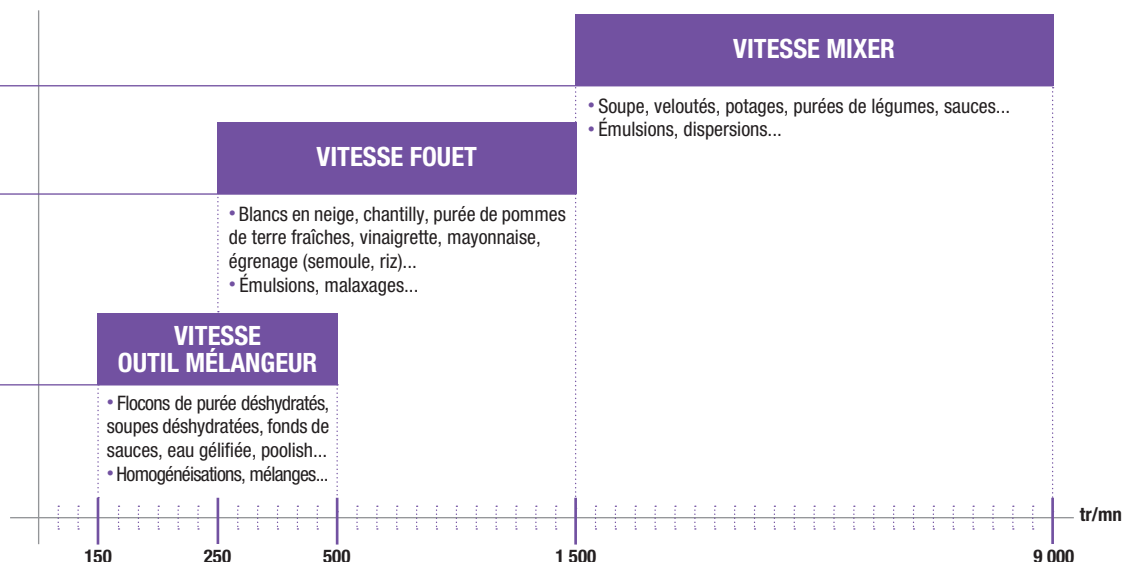 VITESSE MIXER
• Soupe, veloutés, potages, purées de légumes, sauces...
• Émulsions, dispersions...
VITESSE FOUET
• Blancs en neige, chantilly, purée de pommes
de terre fraîches, vinaigrette, mayonnaise,
égrenage (semoule, riz)...
• Émulsions, malaxages...
VITESSE
OUTIL MÉLANGEUR
• Flocons de purée déshydratés,
soupes déshydratées, fonds de
sauces, eau gélifiée, poolish...
• Homogénéisations, mélanges...
tr/mn
150 250 500 1 500 9 000